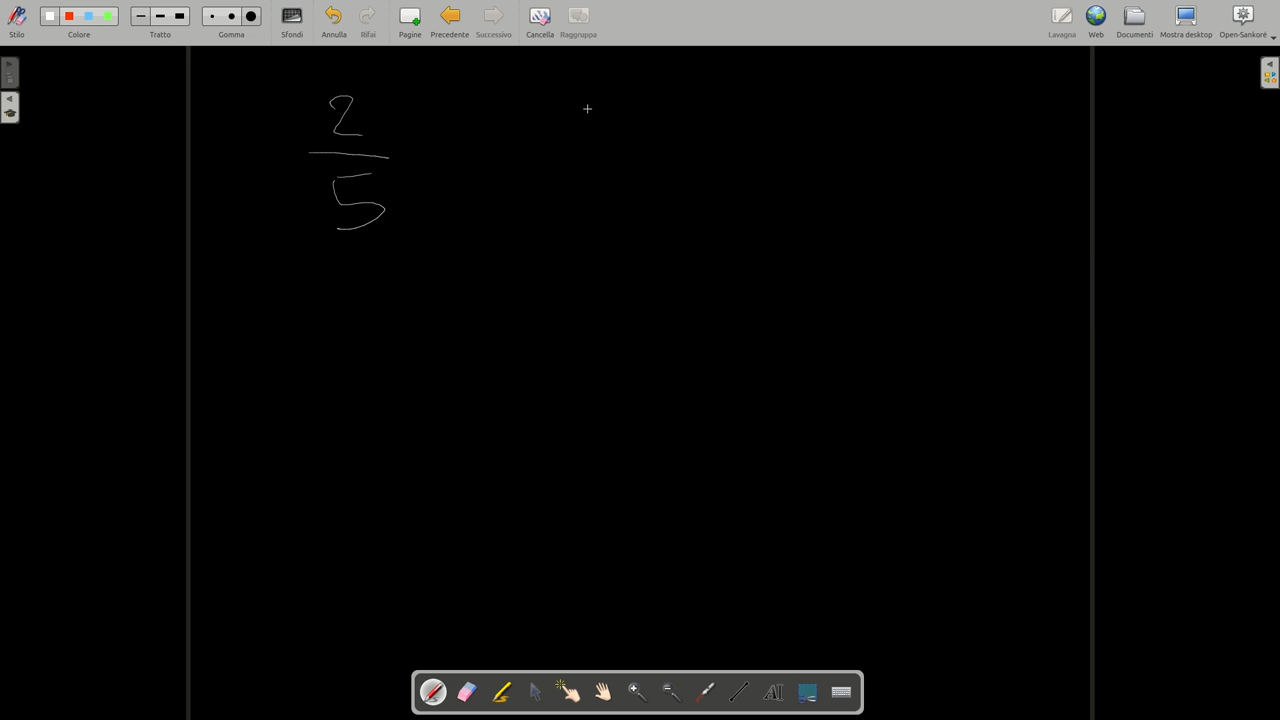 Stilo Colore Tratto Gomma Sfondi Annulla Rifai Pagine Precedente Successivo Cancella Raggruppa Lavagna Web Documenti Mostra desktop Open-Sankoré
2
5
AI